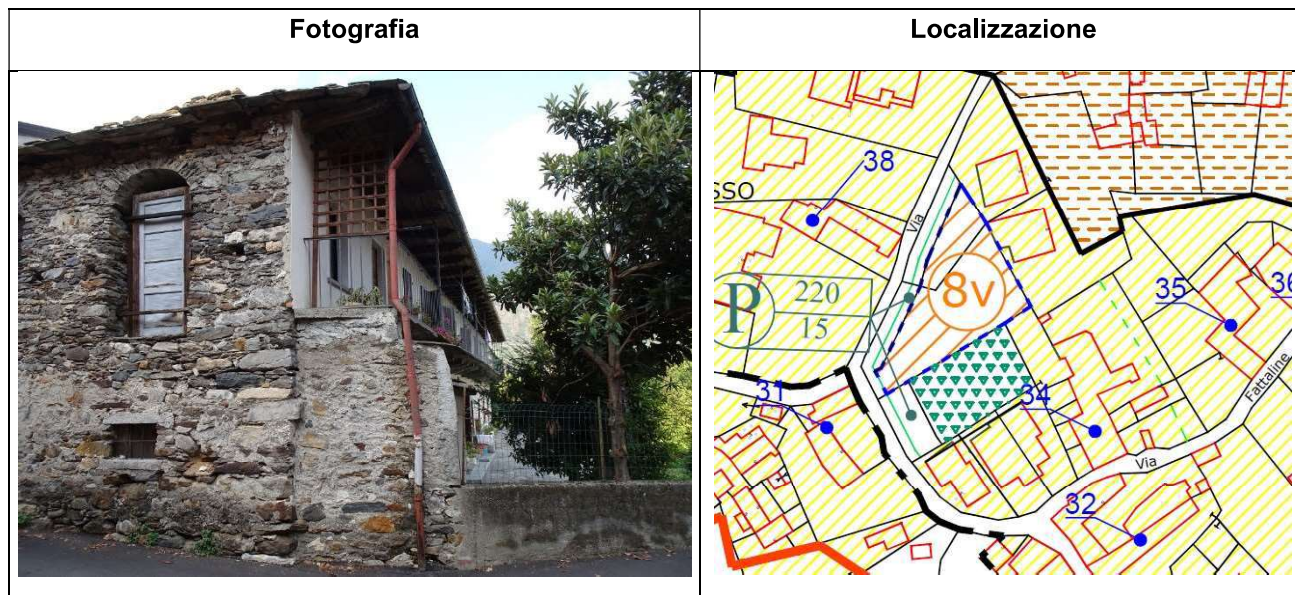 Fotografia
Localizzazione
38
SSO
Via
8v
P
220
15
35
36
31
34
Fattaline
Via
32